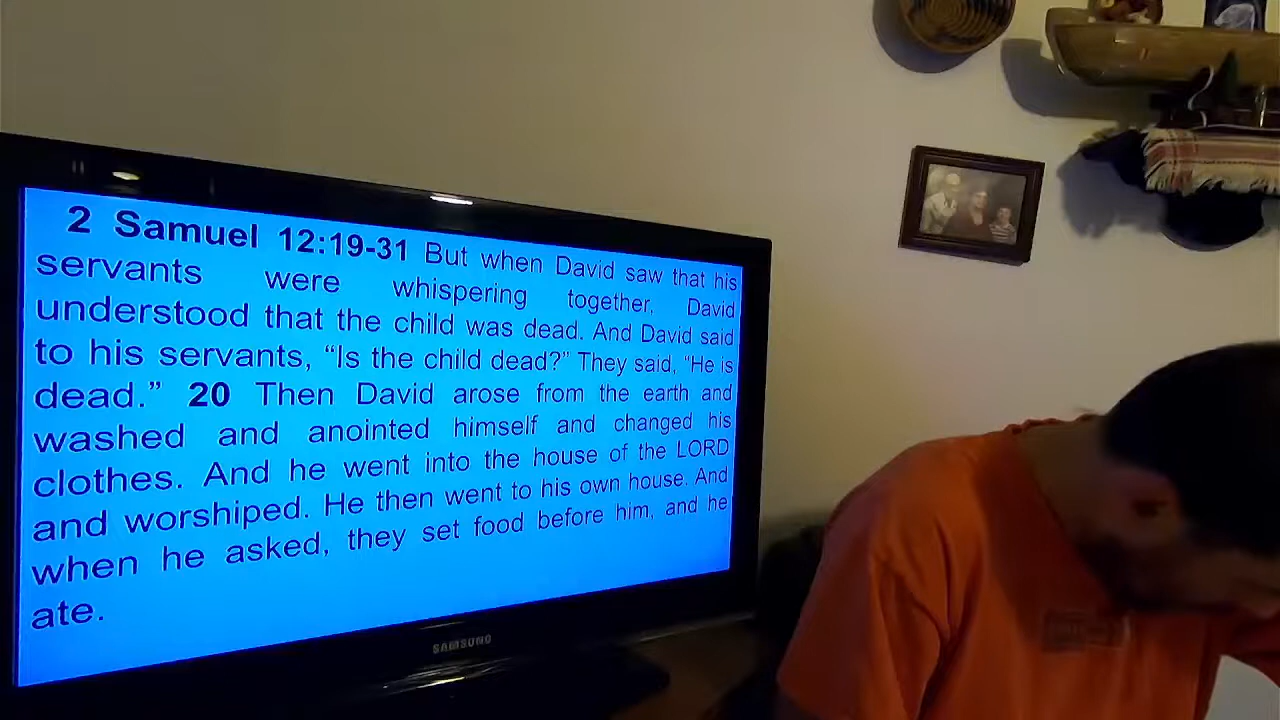 2 Samuel 12:19-31 But when David saw that his
servants were whispering together, David
understood that the child was dead. And David said
to his servants, “Is the child dead?” They said, “He is
dead.” 20 Then David arose from the earth and
washed and anointed himself and changed his
clothes. And he went into the house of the LORD
and worshiped. He then went to his own house. And
when he asked, they set food before him, and he
ate.
SAMSUNG